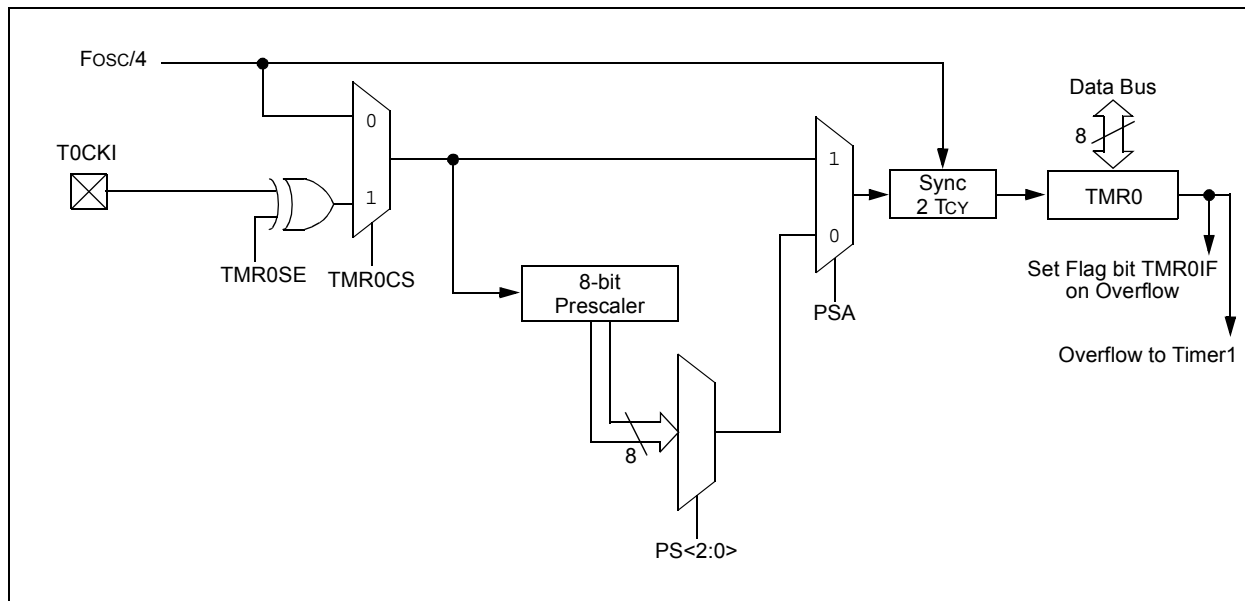 FOSC/4
Data Bus
8
0
T0CKI
1
1
Sync
2 TCY
TMR0
0
TMR0SE
TMR0CS
8-bit
Prescaler
PSA
Set Flag bit TMR0IF
on Overflow
Overflow to Timer1
8
PS<2:0>